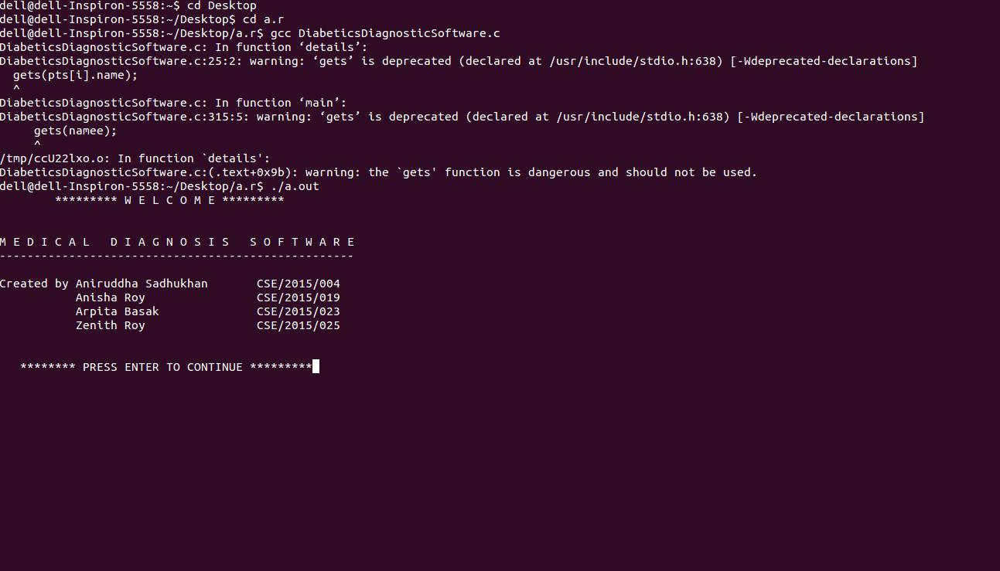 dell@dell-Inspiron-5558:~$ cd Desktop
dell@dell-Inspiron-5558:~/Desktop$ cd a.r
dell@dell-Inspiron-5558:~/Desktop/a.r$ gcc DiabeticsDiagnosticSoftware.c
DiabeticsDiagnosticSoftware.c: In function ‘details’:
DiabeticsDiagnosticSoftware.c:25:2: warning: ‘gets’ is deprecated (declared at /usr/include/stdio.h:638) [-Wdeprecated-declarations]
  gets(pts[i].name);
  ^
DiabeticsDiagnosticSoftware.c: In function ‘main’:
DiabeticsDiagnosticSoftware.c:315:5: warning: ‘gets’ is deprecated (declared at /usr/include/stdio.h:638) [-Wdeprecated-declarations]
     gets(namee);
     ^
/tmp/ccU22lxo.o: In function `details':
DiabeticsDiagnosticSoftware.c:(.text+0x9b): warning: the `gets' function is dangerous and should not be used.
dell@dell-Inspiron-5558:~/Desktop/a.r$ ./a.out
        ********* W E L C O M E *********
M E D I C A L   D I A G N O S I S   S O F T W A R E
---------------------------------------------------
Created by Aniruddha Sadhukhan       CSE/2015/004
           Anisha Roy                CSE/2015/019
           Arpita Basak              CSE/2015/023
           Zenith Roy                CSE/2015/025
   ******** PRESS ENTER TO CONTINUE *********